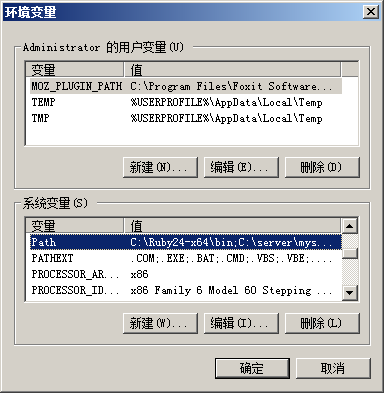 环境变量
Administrator 的用户变量(U)
变量 值
MOZ_PLUGIN_PATH C:\Program Files\Foxit Software...
TEMP %USERPROFILE%\AppData\Local\Temp
TMP %USERPROFILE%\AppData\Local\Temp
新建(N)... 编辑(E)... 删除(D)
系统变量(S)
变量 值
Path C:\Ruby24-x64\bin;C:\server\mys...
PATHEXT .COM;.EXE;.BAT;.CMD;.VBS;.VBE;....
PROCESSOR_AR... x86
PROCESSOR_ID... x86 Family 6 Model 60 Stepping ...
新建(W)... 编辑(I)... 删除(L)
确定 取消